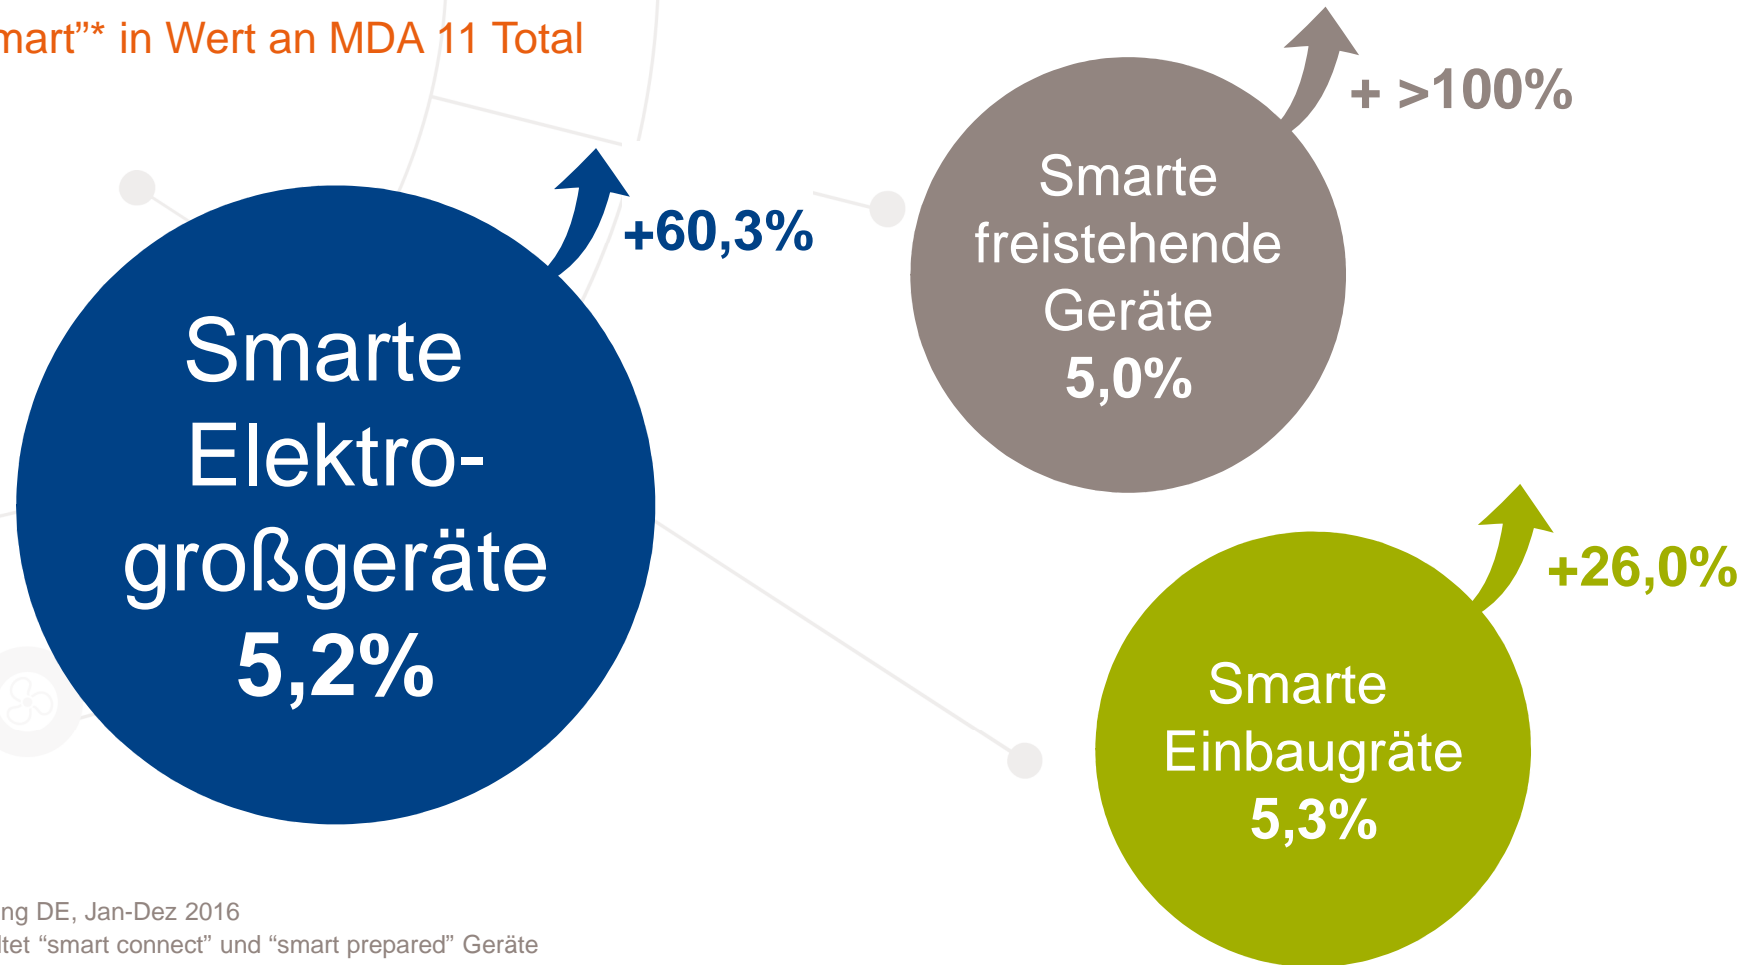 mart”* in Wert an MDA 11 Total
+ >100%
Smarte
freistehende
Geräte
5,0%
+60,3%
Smarte
Elektro-
großgeräte
5,2%
+26,0%
Smarte
Einbaugräte
5,3%
ng DE, Jan-Dez 2016
tet “smart connect” und “smart prepared” Geräte